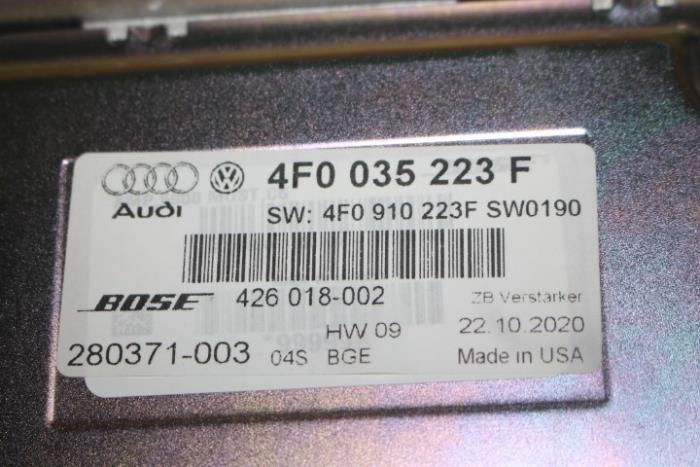 4F0 035 223 F
Audi
SW: 4F0 910 223F SW0190
BOSE 426 018-002 ZB Verstärker
HW 09 22.10.2020
280371-003 04S BGE Made in USA